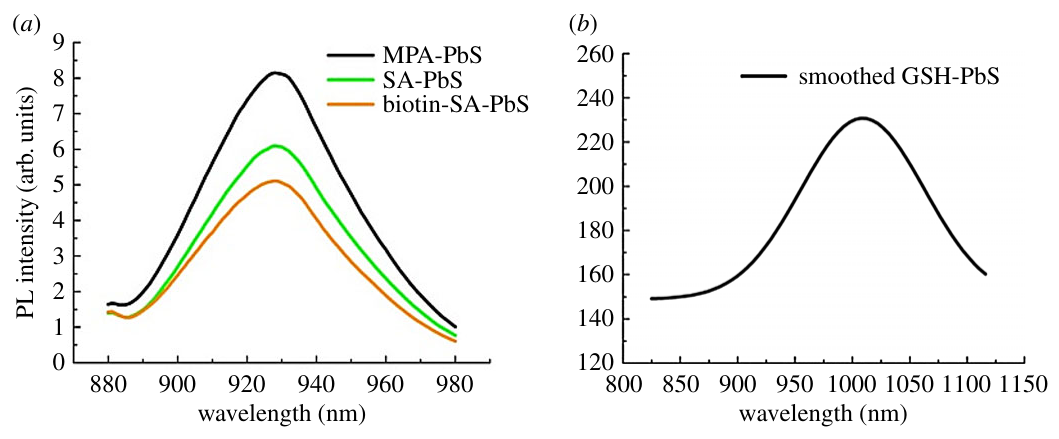 (a)
9
8
7
6
5
4
3
2
1
0
PL intensity (arb. units)
MPA-PbS
SA-PbS
biotin-SA-PbS
880 900 920 940 960 980
wavelength (nm)
(b)
260
240
220
200
180
160
140
120
smoothed GSH-PbS
800 850 900 950 1000 1050 1100 1150
wavelength (nm)